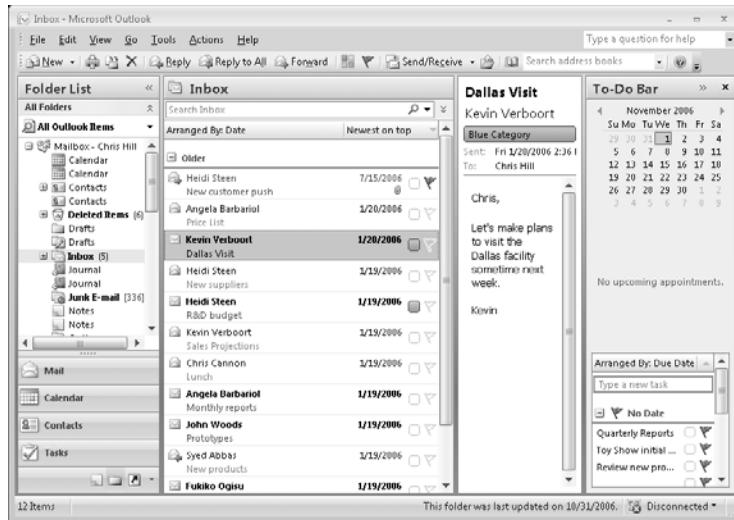 Inbox - Microsoft Outlook
File Edit View Go Tools Actions Help
Type a question for help
New Reply Reply to All Forward Send/Receive Search address books
Folder List «
All Folders
All Outlook Items
Mailbox - Chris Hill
Calendar
Calendar
Contacts
Contacts
Deleted Items (6)
Drafts
Drafts
Inbox (5)
Journal
Journal
Junk E-mail [336]
Notes
Notes
Mail
Calendar
Contacts
Tasks
Inbox
Search Inbox
Arranged By: Date Newest on top
Older
Heidi Steen 7/15/2006
New customer push
Angela Barbariol 1/20/2006
Price List
Kevin Verboort 1/20/2006
Dallas Visit
Heidi Steen 1/19/2006
New suppliers
Heidi Steen 1/19/2006
R&D budget
Kevin Verboort 1/19/2006
Sales Projections
Chris Cannon 1/19/2006
Lunch
Angela Barbariol 1/19/2006
Monthly reports
John Woods 1/19/2006
Prototypes
Syed Abbas 1/19/2006
New products
Fukiko Ogisu 1/19/2006
Dallas Visit
Kevin Verboort
Blue Category
Sent: Fri 1/20/2006 2:36
To: Chris Hill
Chris,
Let's make plans
to visit the
Dallas facility
sometime next
week.
Kevin
To-Do Bar » x
November 2006
Su Mo Tu We Th Fr Sa
29 30 31 1 2 3 4
5 6 7 8 9 10 11
12 13 14 15 16 17 18
19 20 21 22 23 24 25
26 27 28 29 30 1 2
3 4 5 6 7 8 9
No upcoming appointments.
Arranged By: Due Date
Type a new task
No Date
Quarterly Reports
Toy Show initial ...
Review new pro...
12 Items
This folder was last updated on 10/31/2006.
Disconnected